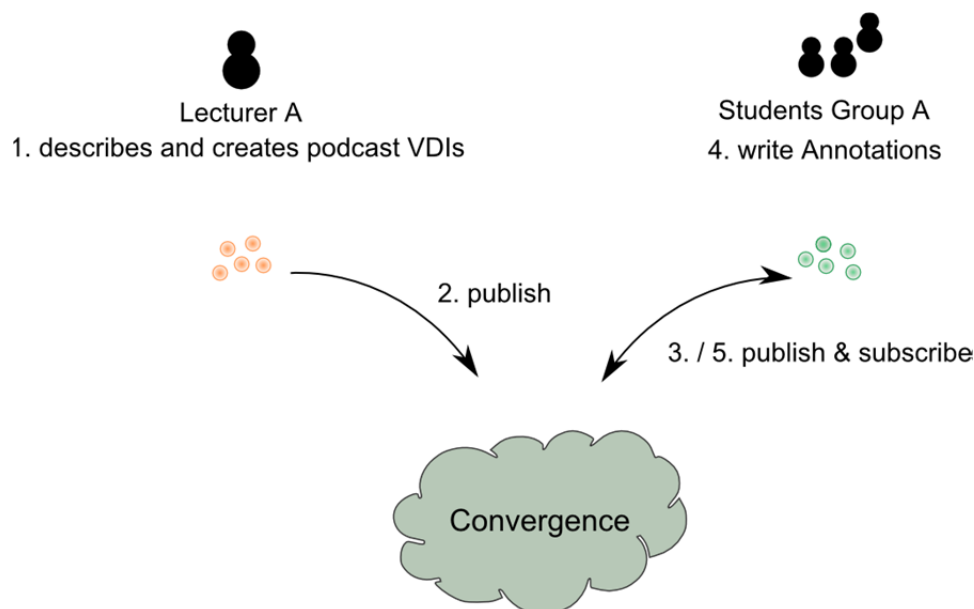 Lecturer A
1. describes and creates podcast VDIs
Students Group A
4. write Annotations
2. publish
3. / 5. publish & subscribe
Convergence